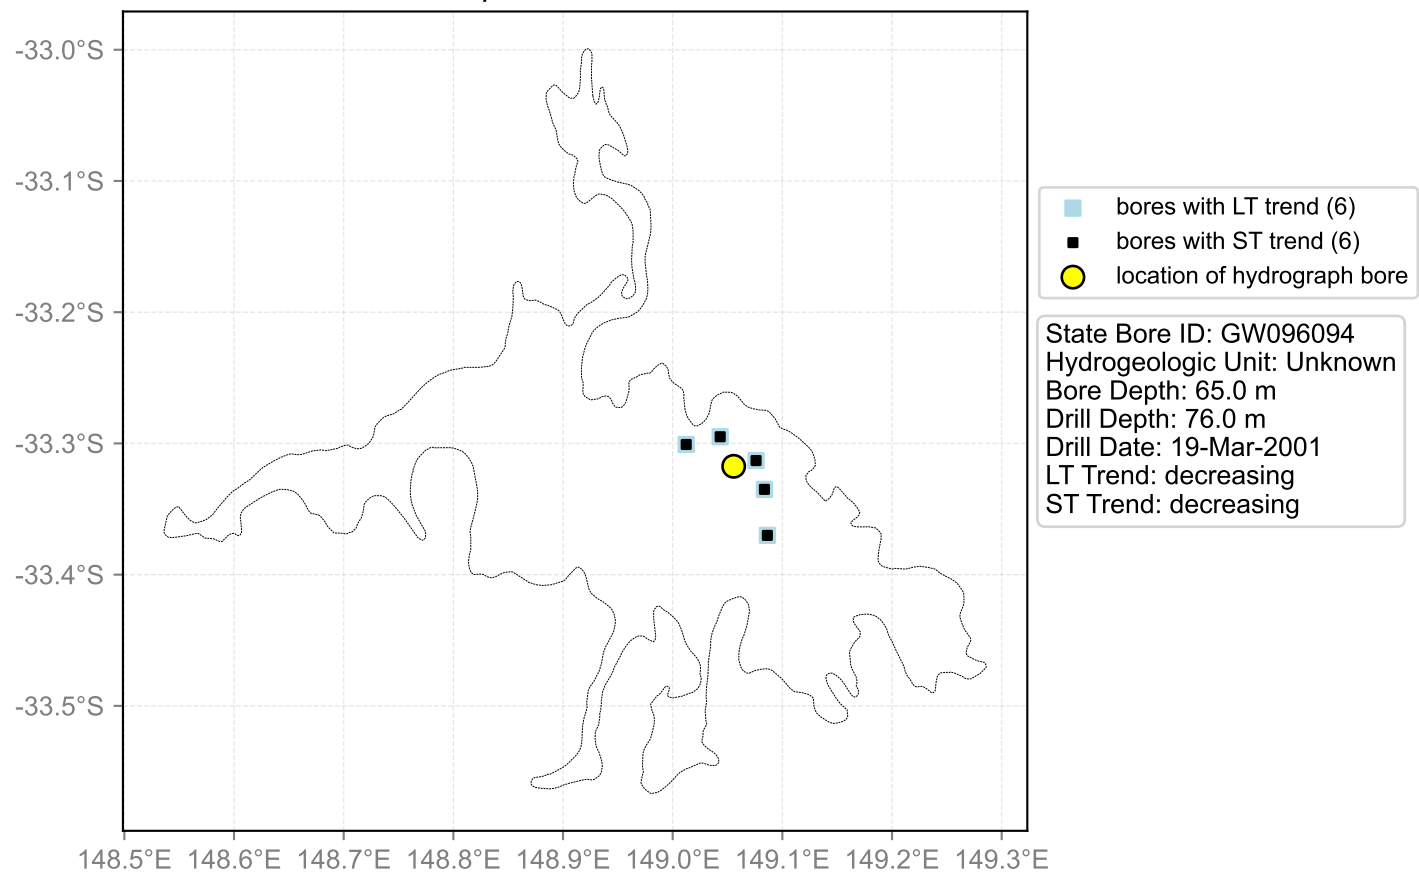 -33.0°S
-33.1°S
-33.2°S
-33.3°S
-33.4°S
-33.5°S
148.5°E 148.6°E 148.7°E 148.8°E 148.9°E 149.0°E 149.1°E 149.2°E 149.3°E
bores with LT trend (6)
bores with ST trend (6)
location of hydrograph bore
State Bore ID: GW096094
Hydrogeologic Unit: Unknown
Bore Depth: 65.0 m
Drill Depth: 76.0 m
Drill Date: 19-Mar-2001
LT Trend: decreasing
ST Trend: decreasing